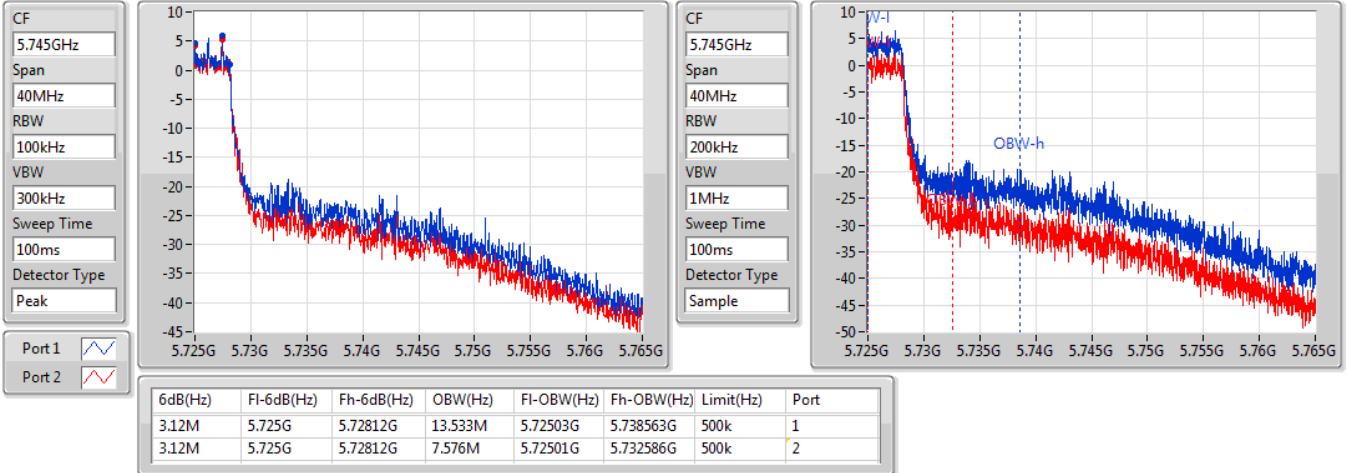 CF
5.745GHz
Span
40MHz
RBW
100kHz
VBW
300kHz
Sweep Time
100ms
Detector Type
Peak
10
5
0
-5
-10
-15
-20
-25
-30
-35
-40
-45
5.725G 5.73G 5.735G 5.74G 5.745G 5.75G 5.755G 5.76G 5.765G
CF
5.745GHz
Span
40MHz
RBW
200kHz
VBW
1MHz
Sweep Time
100ms
Detector Type
Sample
10
5
0
-5
-10
-15
-20
-25
-30
-35
-40
-45
-50
W-l
OBW-h
5.725G 5.73G 5.735G 5.74G 5.745G 5.75G 5.755G 5.76G 5.765G
Port 1
Port 2
6dB(Hz) Fl-6dB(Hz) Fh-6dB(Hz) OBW(Hz) Fl-OBW(Hz) Fh-OBW(Hz) Limit(Hz) Port
3.12M 5.725G 5.72812G 13.533M 5.72503G 5.738563G 500k 1
3.12M 5.725G 5.72812G 7.576M 5.72501G 5.732586G 500k 2